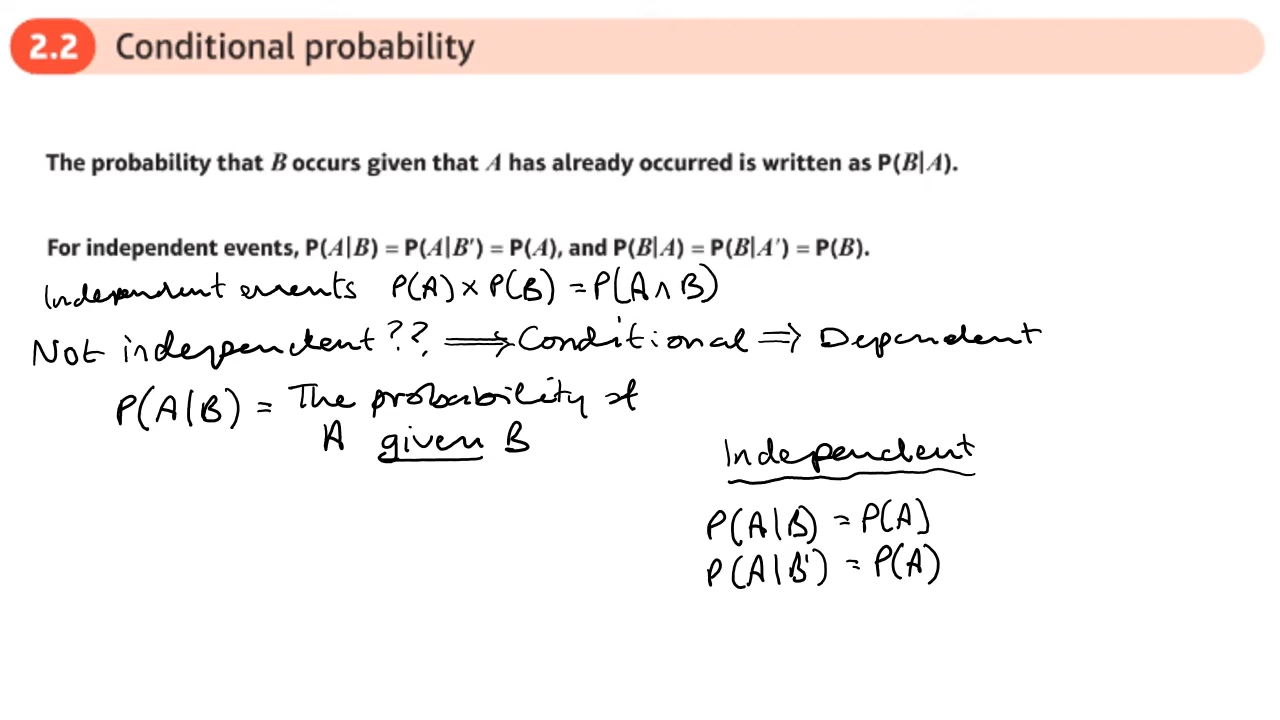 2.2 Conditional probability
The probability that B occurs given that A has already occurred is written as P(B|A).
For independent events, P(A|B) = P(A|B′) = P(A), and P(B|A) = P(B|A′) = P(B).
Independent events P(A) × P(B) = P(A ∧ B)
Not independent ??, ⟹ Conditional ⟹ Dependent
P(A|B) = The probability of
A given B
Independent
P(A|B) = P(A)
P(A|B′) = P(A)